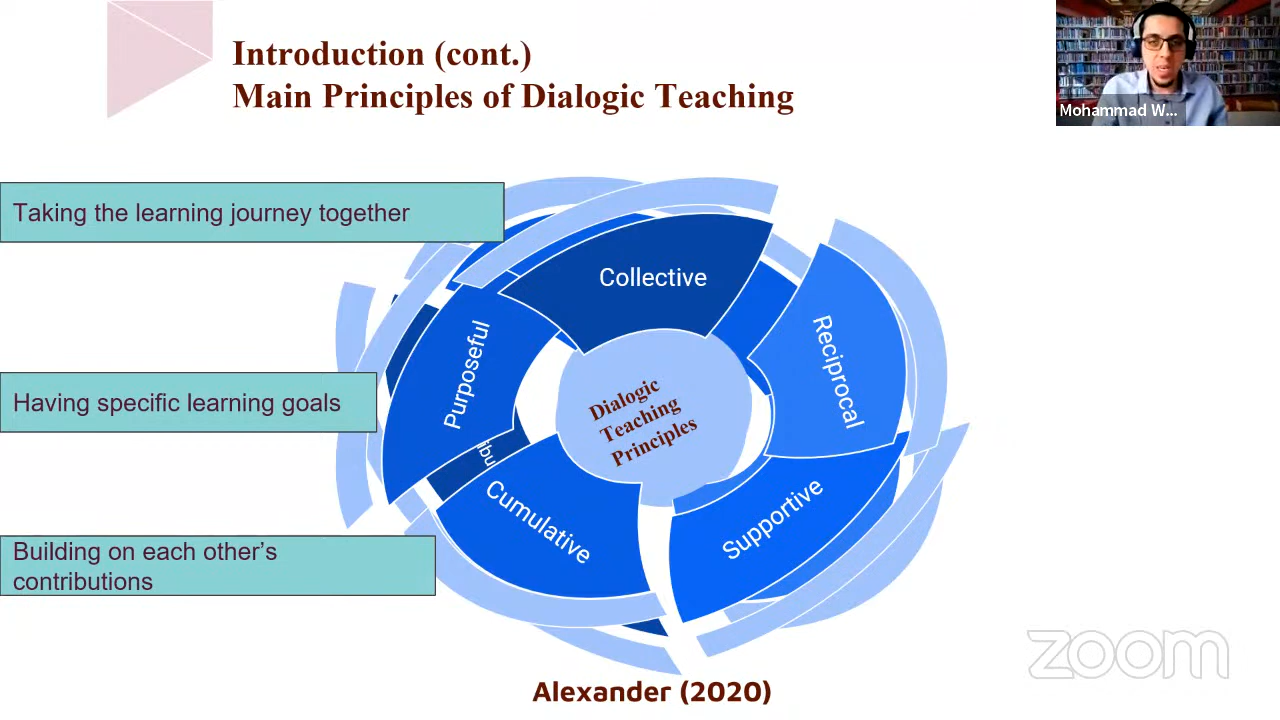 Introduction (cont.)
Main Principles of Dialogic Teaching
Mohammad W...
Taking the learning journey together
Collective
Reciprocal
Purposeful
Having specific learning goals
Dialogic
Teaching
Principles
Cumulative
Supportive
Building on each other’s
contributions
zoom
Alexander (2020)